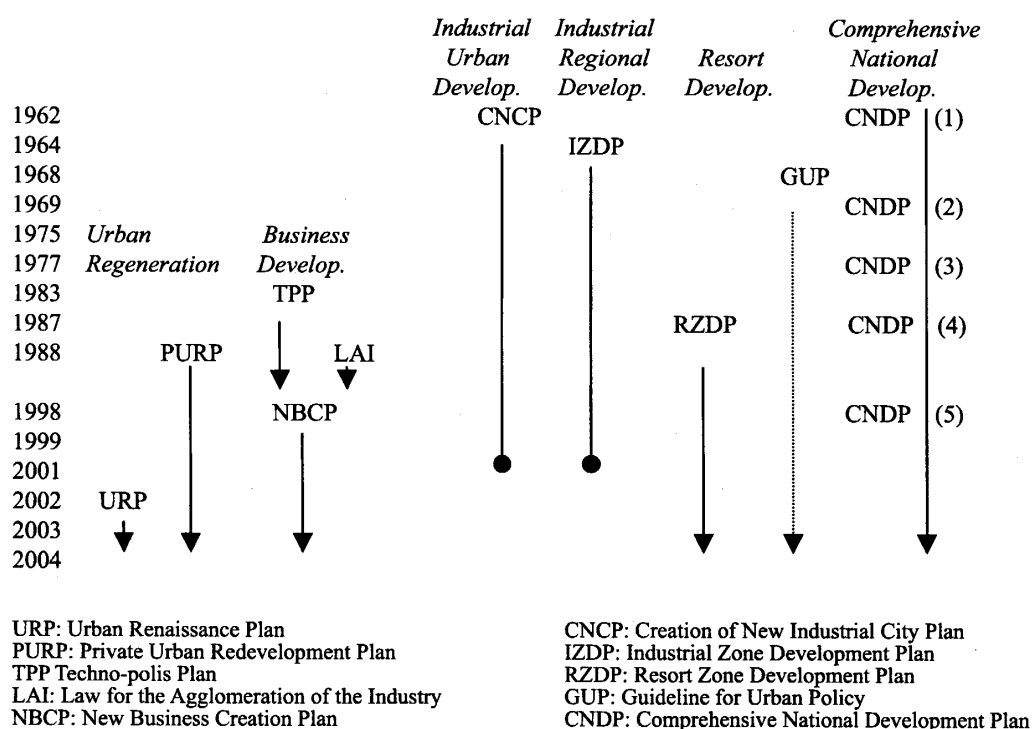 Industrial Industrial Comprehensive
Urban Regional Resort National
Develop. Develop. Develop. Develop.
1962 CNCP CNDP (1)
1964 IZDP
1968 GUP
1969 CNDP (2)
1975 Urban Business
1977 Regeneration Develop. CNDP (3)
1983 TPP
1987 RZDP CNDP (4)
1988 PURP LAI
1998 NBCP CNDP (5)
1999
2001
2002 URP
2003
2004
URP: Urban Renaissance Plan
PURP: Private Urban Redevelopment Plan
TPP Techno-polis Plan
LAI: Law for the Agglomeration of the Industry
NBCP: New Business Creation Plan
CNCP: Creation of New Industrial City Plan
IZDP: Industrial Zone Development Plan
RZDP: Resort Zone Development Plan
GUP: Guideline for Urban Policy
CNDP: Comprehensive National Development Plan